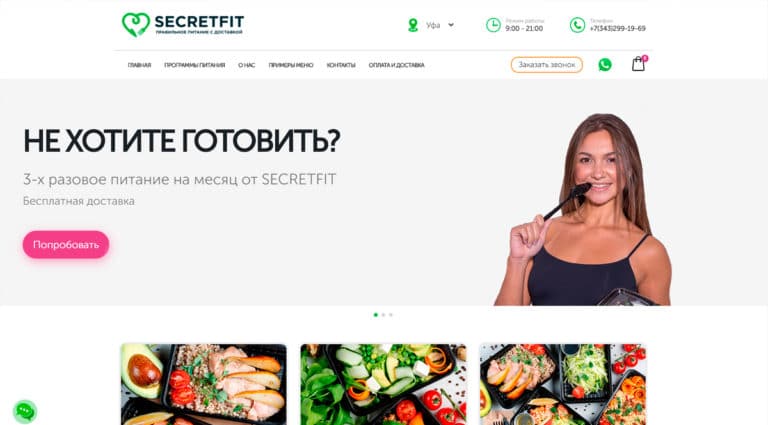 SECRETFIT
ПРАВИЛЬНОЕ ПИТАНИЕ С ДОСТАВКОЙ
Уфа
Режим работы:
9:00 - 21:00
Телефон:
+7(343)299-19-69
ГЛАВНАЯ ПРОГРАММЫ ПИТАНИЯ О НАС ПРИМЕРЫ МЕНЮ КОНТАКТЫ ОПЛАТА И ДОСТАВКА
Заказать звонок
НЕ ХОТИТЕ ГОТОВИТЬ?
3-х разовое питание на месяц от SECRETFIT
Бесплатная доставка
Попробовать